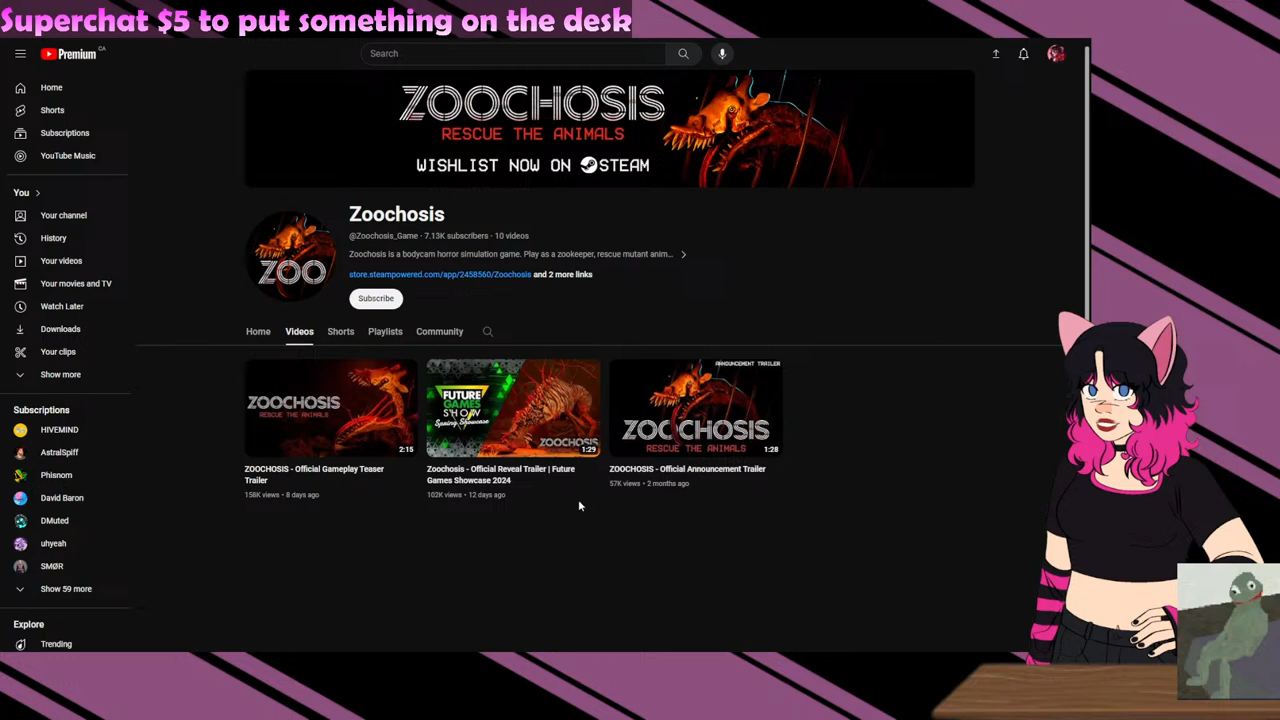 Superchat $5 to put something on the desk
Premium CA
Search
Home
Shorts
Subscriptions
YouTube Music
You
Your channel
History
Your videos
Your movies and TV
Watch Later
Downloads
Your clips
Show more
Subscriptions
HIVEMIND
AstralSpiff
Phisnom
David Baron
DMuted
uhyeah
SMØR
Show 59 more
Explore
Trending
ZOOCHOSIS
RESCUE THE ANIMALS
WISHLIST NOW ON STEAM
ZOO
Zoochosis
@Zoochosis_Game · 7.13K subscribers · 10 videos
Zoochosis is a bodycam horror simulation game. Play as a zookeeper, rescue mutant anim...
store.steampowered.com/app/2458560/Zoochosis and 2 more links
Subscribe
Home Videos Shorts Playlists Community
ZOOCHOSIS
RESCUE THE ANIMALS
2:15
ZOOCHOSIS - Official Gameplay Teaser
Trailer
158K views · 8 days ago
FUTURE
GAMES
SHOW
Spring Showcase
ZOOCHOSIS
1:29
Zoochosis - Official Reveal Trailer | Future
Games Showcase 2024
102K views · 12 days ago
ANNOUNCEMENT TRAILER
ZOOCHOSIS
RESCUE THE ANIMALS
1:28
ZOOCHOSIS - Official Announcement Trailer
57K views · 2 months ago